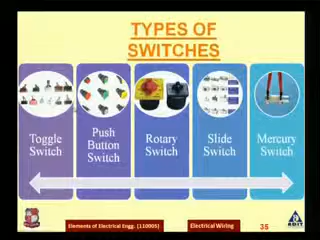 TYPES OF
SWITCHES
Toggle
Switch
Push
Button
Switch
Rotary
Switch
Slide
Switch
Mercury
Switch
Elements of Electrical Engg. (110005)
Electrical Wiring
35
ADIT